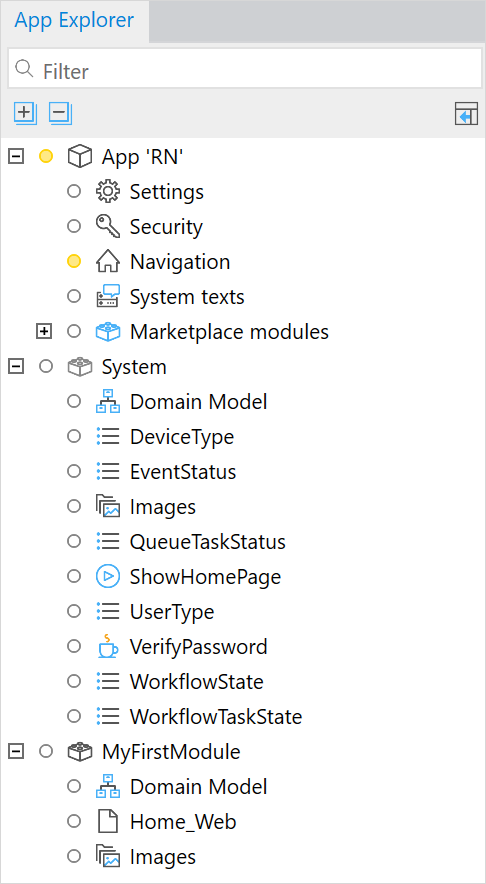 App Explorer
Filter
App 'RN'
Settings
Security
Navigation
System texts
Marketplace modules
System
Domain Model
DeviceType
EventStatus
Images
QueueTaskStatus
ShowHomePage
UserType
VerifyPassword
WorkflowState
WorkflowTaskState
MyFirstModule
Domain Model
Home_Web
Images